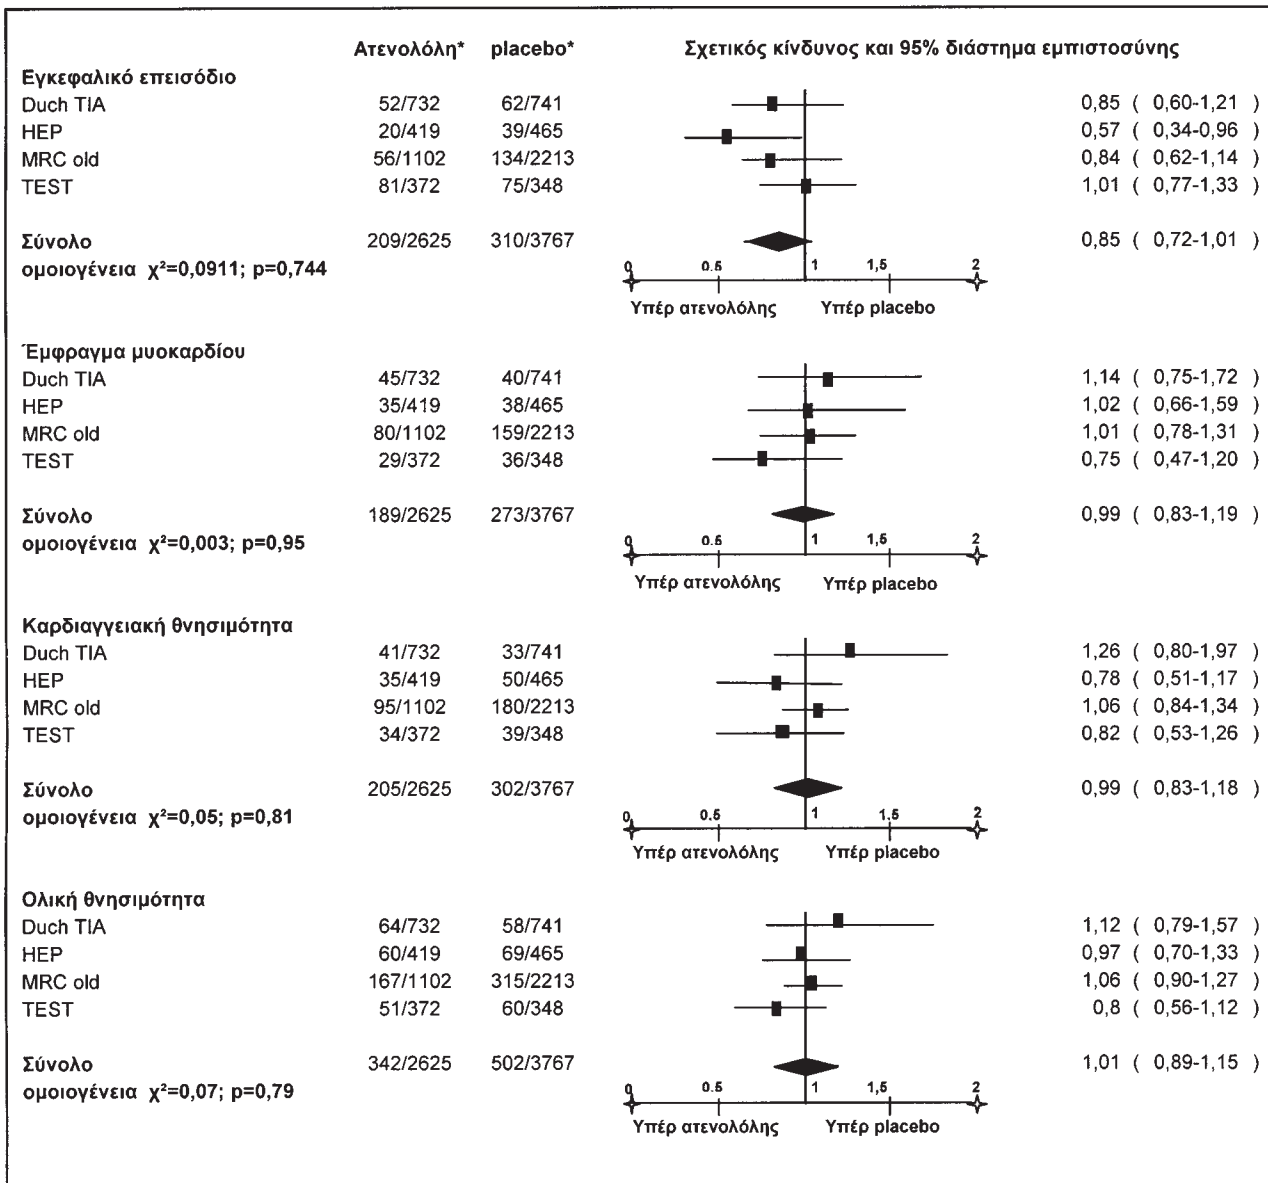 Ατενολόλη* placebo* Σχετικός κίνδυνος και 95% διάστημα εμπιστοσύνης
Εγκεφαλικό επεισόδιο
Duch TIA 52/732 62/741 0,85 ( 0,60-1,21 )
HEP 20/419 39/465 0,57 ( 0,34-0,96 )
MRC old 56/1102 134/2213 0,84 ( 0,62-1,14 )
TEST 81/372 75/348 1,01 ( 0,77-1,33 )
Σύνολο 209/2625 310/3767 0,85 ( 0,72-1,01 )
ομοιογένεια χ²=0,0911; p=0,744
0 0.5 1 1,5 2
Υπέρ ατενολόλης Υπέρ placebo
Έμφραγμα μυοκαρδίου
Duch TIA 45/732 40/741 1,14 ( 0,75-1,72 )
HEP 35/419 38/465 1,02 ( 0,66-1,59 )
MRC old 80/1102 159/2213 1,01 ( 0,78-1,31 )
TEST 29/372 36/348 0,75 ( 0,47-1,20 )
Σύνολο 189/2625 273/3767 0,99 ( 0,83-1,19 )
ομοιογένεια χ²=0,003; p=0,95
0 0.5 1 1,5 2
Υπέρ ατενολόλης Υπέρ placebo
Καρδιαγγειακή θνησιμότητα
Duch TIA 41/732 33/741 1,26 ( 0,80-1,97 )
HEP 35/419 50/465 0,78 ( 0,51-1,17 )
MRC old 95/1102 180/2213 1,06 ( 0,84-1,34 )
TEST 34/372 39/348 0,82 ( 0,53-1,26 )
Σύνολο 205/2625 302/3767 0,99 ( 0,83-1,18 )
ομοιογένεια χ²=0,05; p=0,81
0 0.5 1 1.5 2
Υπέρ ατενολόλης Υπέρ placebo
Ολική θνησιμότητα
Duch TIA 64/732 58/741 1,12 ( 0,79-1,57 )
HEP 60/419 69/465 0,97 ( 0,70-1,33 )
MRC old 167/1102 315/2213 1,06 ( 0,90-1,27 )
TEST 51/372 60/348 0,8 ( 0,56-1,12 )
Σύνολο 342/2625 502/3767 1,01 ( 0,89-1,15 )
ομοιογένεια χ²=0,07; p=0,79
0 0.5 1 1,5 2
Υπέρ ατενολόλης Υπέρ placebo